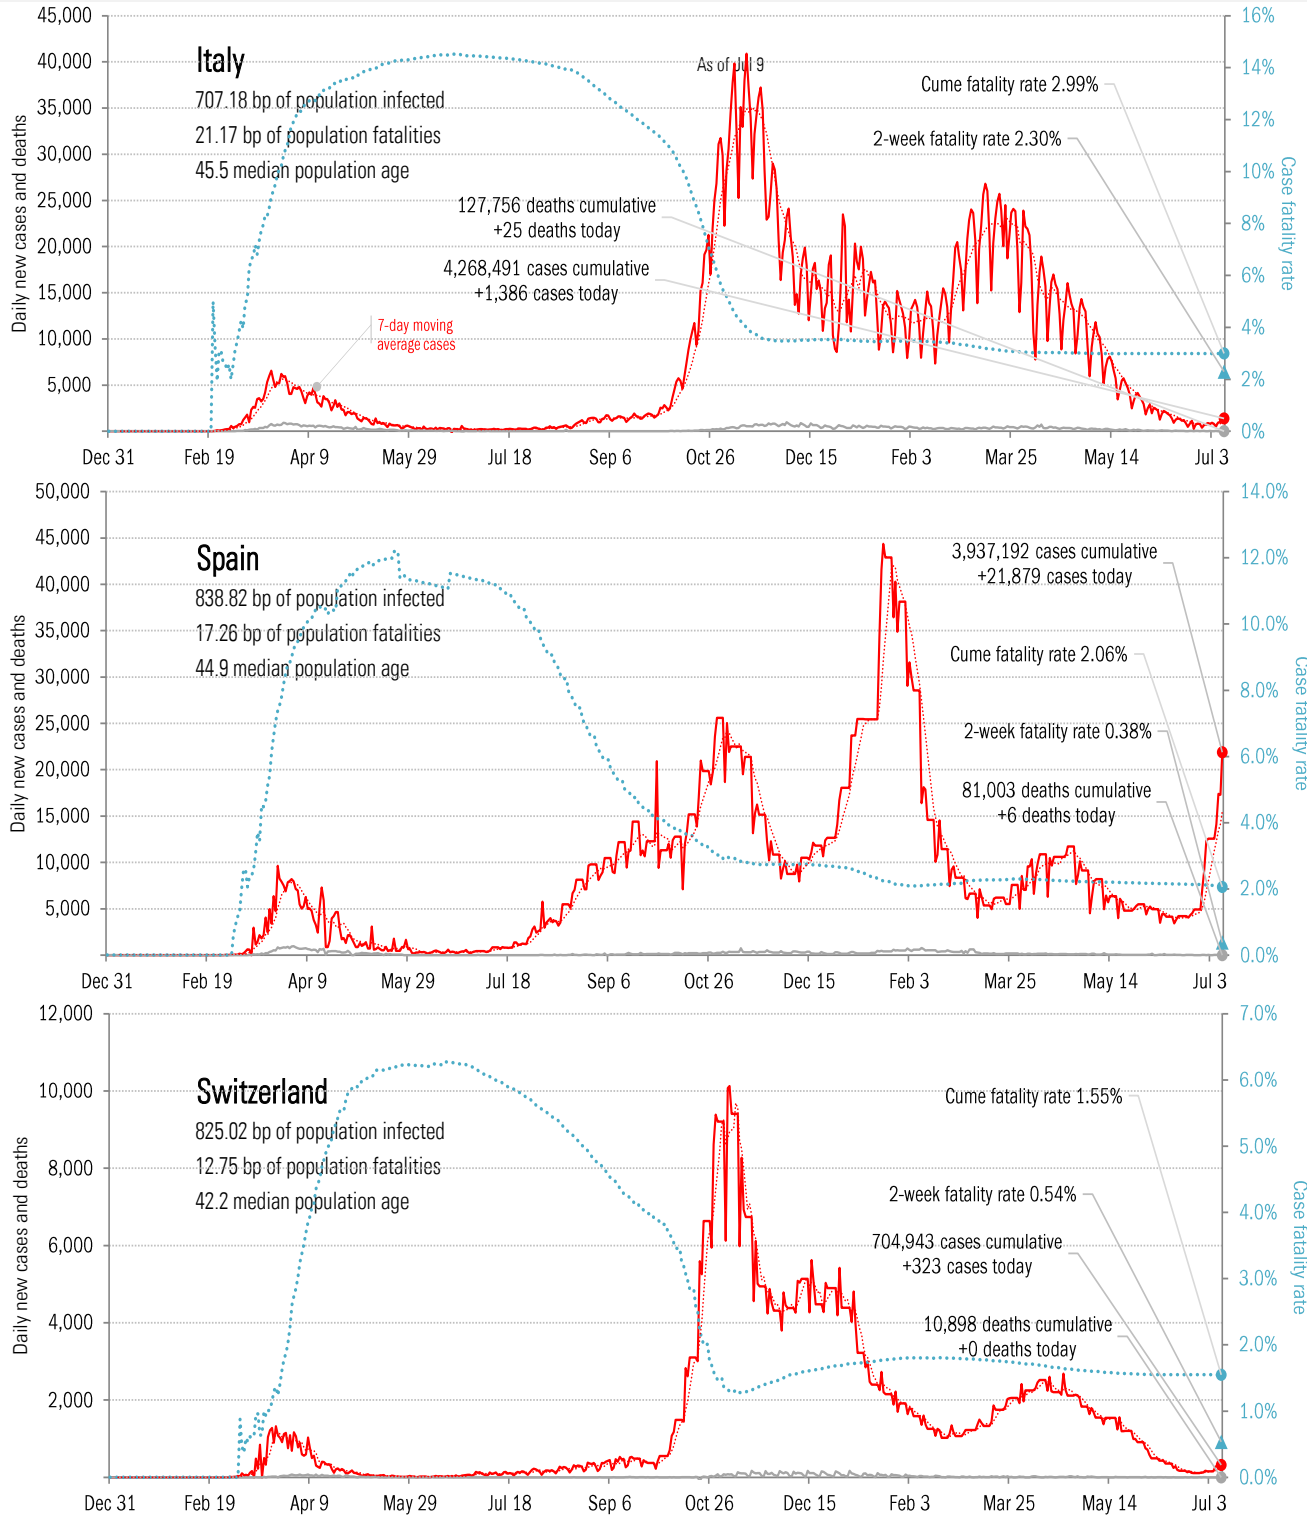 45,000
40,000
35,000
30,000
25,000
20,000
15,000
10,000
5,000
Daily new cases and deaths
Italy
707.18 bp of population infected
21.17 bp of population fatalities
45.5 median population age
As of Jul 9
Cume fatality rate 2.99%
2-week fatality rate 2.30%
127,756 deaths cumulative
+25 deaths today
4,268,491 cases cumulative
+1,386 cases today
7-day moving
average cases
16%
14%
12%
10%
8%
6%
4%
2%
0%
Case fatality rate
Dec 31 Feb 19 Apr 9 May 29 Jul 18 Sep 6 Oct 26 Dec 15 Feb 3 Mar 25 May 14 Jul 3
50,000
45,000
40,000
35,000
30,000
25,000
20,000
15,000
10,000
5,000
Daily new cases and deaths
Spain
838.82 bp of population infected
17.26 bp of population fatalities
44.9 median population age
3,937,192 cases cumulative
+21,879 cases today
Cume fatality rate 2.06%
2-week fatality rate 0.38%
81,003 deaths cumulative
+6 deaths today
14.0%
12.0%
10.0%
8.0%
6.0%
4.0%
2.0%
0.0%
Case fatality rate
Dec 31 Feb 19 Apr 9 May 29 Jul 18 Sep 6 Oct 26 Dec 15 Feb 3 Mar 25 May 14 Jul 3
12,000
10,000
8,000
6,000
4,000
2,000
Daily new cases and deaths
Switzerland
825.02 bp of population infected
12.75 bp of population fatalities
42.2 median population age
Cume fatality rate 1.55%
2-week fatality rate 0.54%
704,943 cases cumulative
+323 cases today
10,898 deaths cumulative
+0 deaths today
7.0%
6.0%
5.0%
4.0%
3.0%
2.0%
1.0%
0.0%
Case fatality rate
Dec 31 Feb 19 Apr 9 May 29 Jul 18 Sep 6 Oct 26 Dec 15 Feb 3 Mar 25 May 14 Jul 3